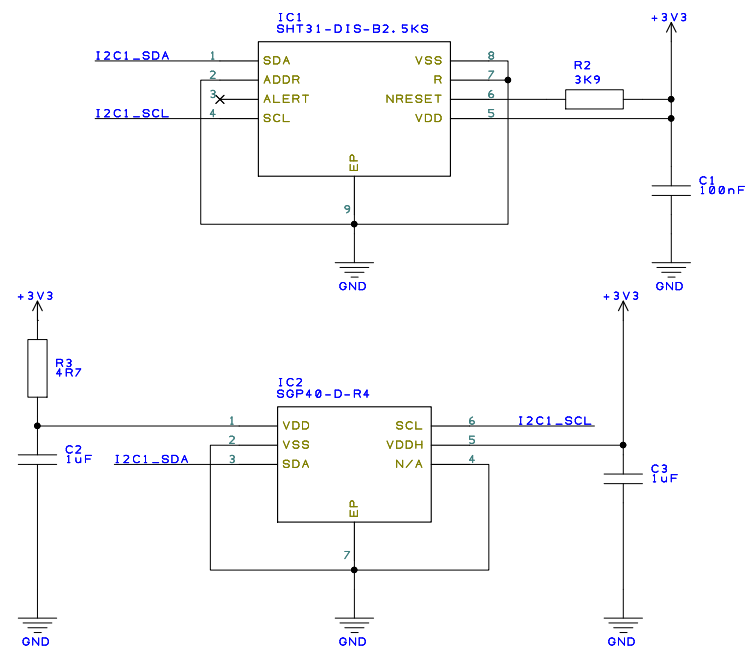 IC1
SHT31-DIS-B2.5KS
+3V3
I2C1_SDA
1
SDA
VSS
8
R2
3K9
2
ADDR
R
7
3
ALERT
NRESET
6
I2C1_SCL
4
SCL
VDD
5
EP
9
C1
100nF
GND
GND
+3V3
+3V3
R3
4R7
IC2
SGP40-D-R4
1
VDD
SCL
6
I2C1_SCL
2
VSS
VDDH
5
C2
1uF
I2C1_SDA
3
SDA
N/A
4
C3
1uF
EP
7
GND
GND
GND